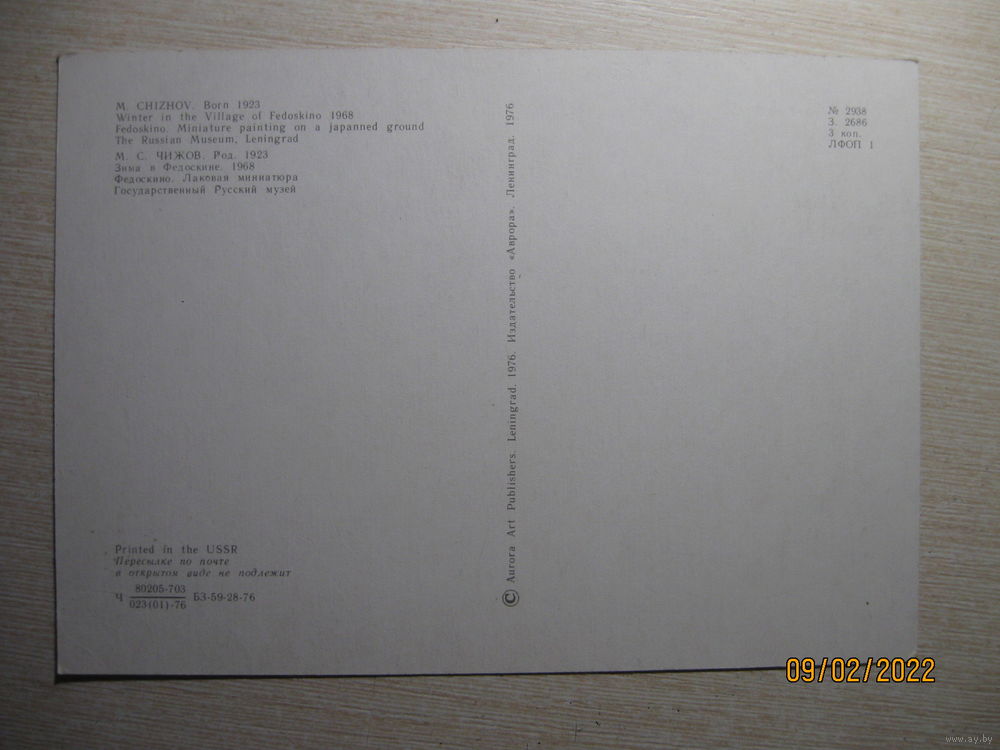 M. CHIZHOV. Born 1923
Winter in the Village of Fedoskino 1968
Fedoskino. Miniature painting on a japanned ground
The Russian Museum, Leningrad
М. С. ЧИЖОВ. Род. 1923
Зима в Федоскине. 1968
Федоскино. Лаковая миниатюра
Государственный Русский музей
Printed in the USSR
Пересылке по почте
в открытом виде не подлежит
Ч 80205-703 БЗ-59-28-76
023(01)-76
© Aurora Art Publishers. Leningrad. 1976. Издательство «Аврора». Ленинград. 1976
№ 2938
З. 2686
3 коп.
ЛФОП 1
09/02/2022
www.ay.by